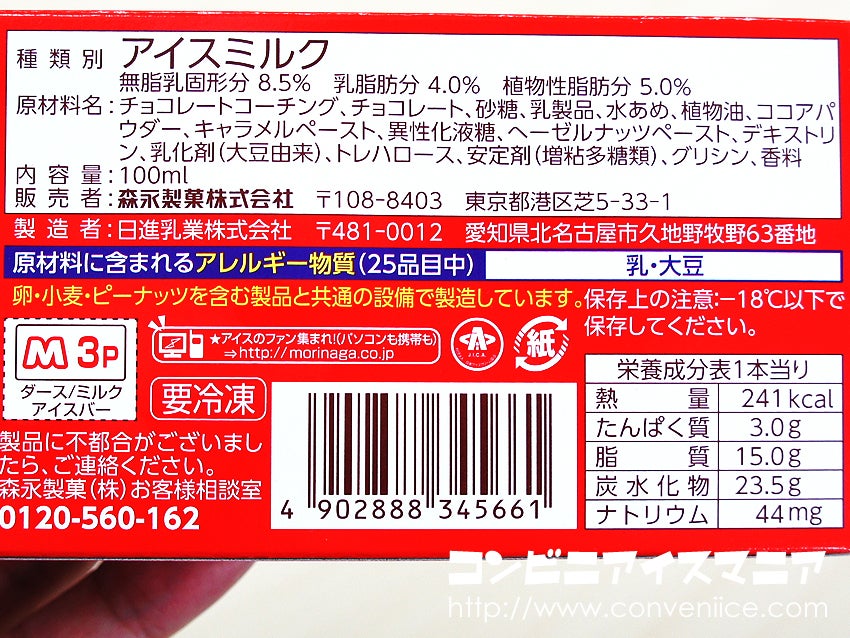 種類別 アイスミルク
無脂乳固形分 8.5% 乳脂肪分 4.0% 植物性脂肪分 5.0%
原材料名:チョコレートコーチング、チョコレート、砂糖、乳製品、水あめ、植物油、ココアパ
ウダー、キャラメルペースト、異性化液糖、ヘーゼルナッツペースト、デキストリ
ン、乳化剤(大豆由来)、トレハロース、安定剤(増粘多糖類)、グリシン、香料
内容量:100ml
販売者:森永製菓株式会社 〒108-8403 東京都港区芝5-33-1
製造者:日進乳業株式会社 〒481-0012 愛知県北名古屋市久地野牧野63番地
原材料に含まれるアレルギー物質(25品目中) 乳・大豆
卵・小麦・ピーナッツを含む製品と共通の設備で製造しています。
保存上の注意:−18℃以下で
保存してください。
M 3P
ダース/ミルク
アイスバー
★アイスのファン集まれ!(パソコンも携帯も)
⇒http://morinaga.co.jp
J.I.C.A.
紙
要冷凍
製品に不都合がございまし
たら、ご連絡ください。
森永製菓(株)お客様相談室
0120-560-162
4 902888 345661
栄養成分表1本当り
熱量 241kcal
たんぱく質 3.0g
脂質 15.0g
炭水化物 23.5g
ナトリウム 44mg
コンビニアイスマニア
http://www.conveniice.com